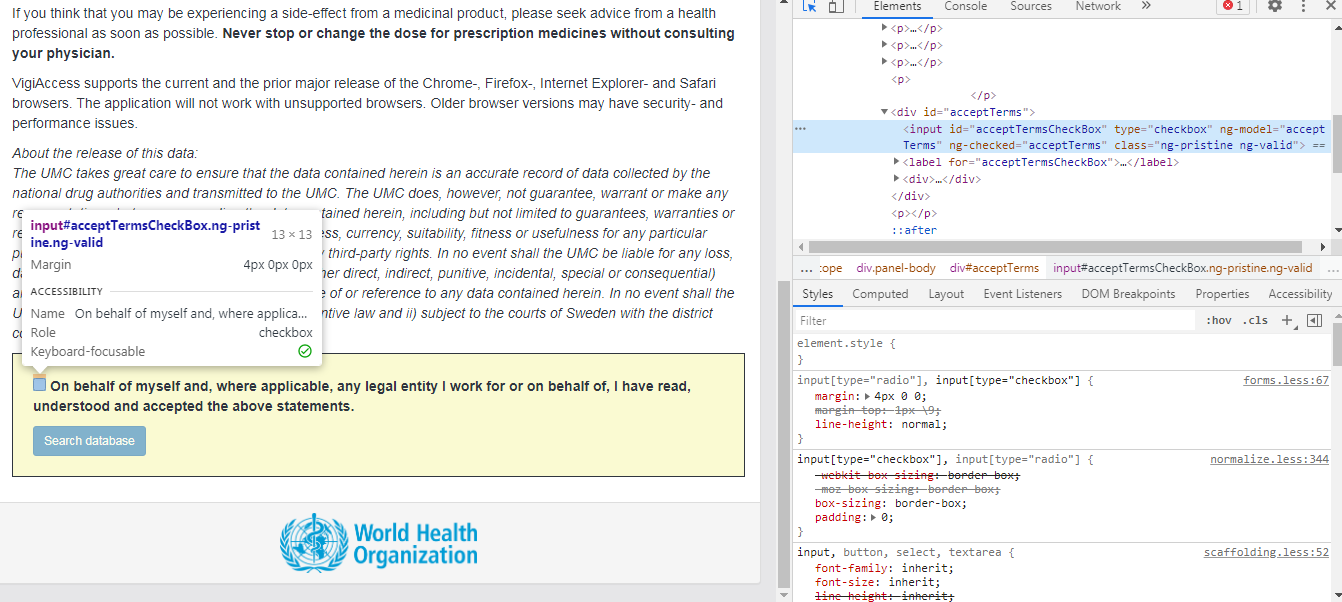 If you think that you may be experiencing a side-effect from a medicinal product, please seek advice from a health
professional as soon as possible. Never stop or change the dose for prescription medicines without consulting
your physician.
VigiAccess supports the current and the prior major release of the Chrome-, Firefox-, Internet Explorer- and Safari
browsers. The application will not work with unsupported browsers. Older browser versions may have security- and
performance issues.
About the release of this data:
The UMC takes great care to ensure that the data contained herein is an accurate record of data collected by the
national drug authorities and transmitted to the UMC. The UMC does, however, not guarantee, warrant or make any
contained herein, including but not limited to guarantees, warranties or
currency, suitability, fitness or usefulness for any particular
third-party rights. In no event shall the UMC be liable for any loss,
direct, indirect, punitive, incidental, special or consequential)
of or reference to any data contained herein. In no event shall the
law and ii) subject to the courts of Sweden with the district
input#acceptTermsCheckBox.ng-prist
ine.ng-valid
13 × 13
Margin 4px 0px 0px
ACCESSIBILITY
Name On behalf of myself and, where applica...
Role checkbox
Keyboard-focusable
On behalf of myself and, where applicable, any legal entity I work for or on behalf of, I have read,
understood and accepted the above statements.
Search database
World Health
Organization
Elements Console Sources Network » 1
<p>…</p>
<p>…</p>
<p>…</p>
<p>
</p>
<div id="acceptTerms">
<input id="acceptTermsCheckBox" type="checkbox" ng-model="accept
Terms" ng-checked="acceptTerms" class="ng-pristine ng-valid"> ==
<label for="acceptTermsCheckBox">…</label>
<div>…</div>
</div>
<p></p>
::after
... cope div.panel-body div#acceptTerms input#acceptTermsCheckBox.ng-pristine.ng-valid ...
Styles Computed Layout Event Listeners DOM Breakpoints Properties Accessibility
Filter :hov .cls +
element.style {
}
input[type="radio"], input[type="checkbox"] { forms.less:67
margin: 4px 0 0;
margin-top: 1px \9;
line-height: normal;
}
input[type="checkbox"], input[type="radio"] { normalize.less:344
-webkit-box-sizing: border-box;
-moz-box-sizing: border-box;
box-sizing: border-box;
padding: 0;
}
input, button, select, textarea { scaffolding.less:52
font-family: inherit;
font-size: inherit;
line-height: inherit;